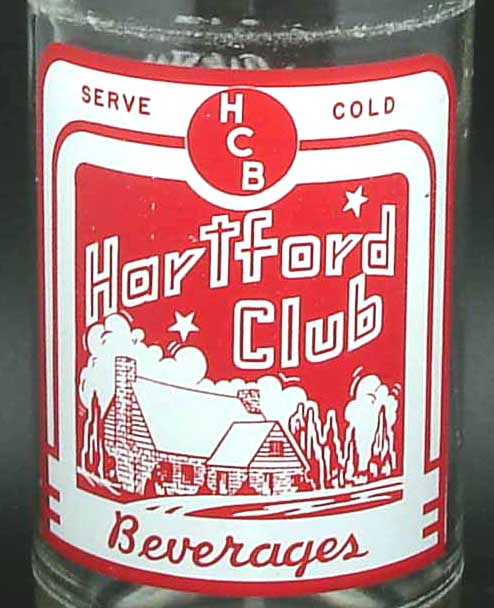 SERVE COLD
H
C
B
Hartford
Club
Beverages